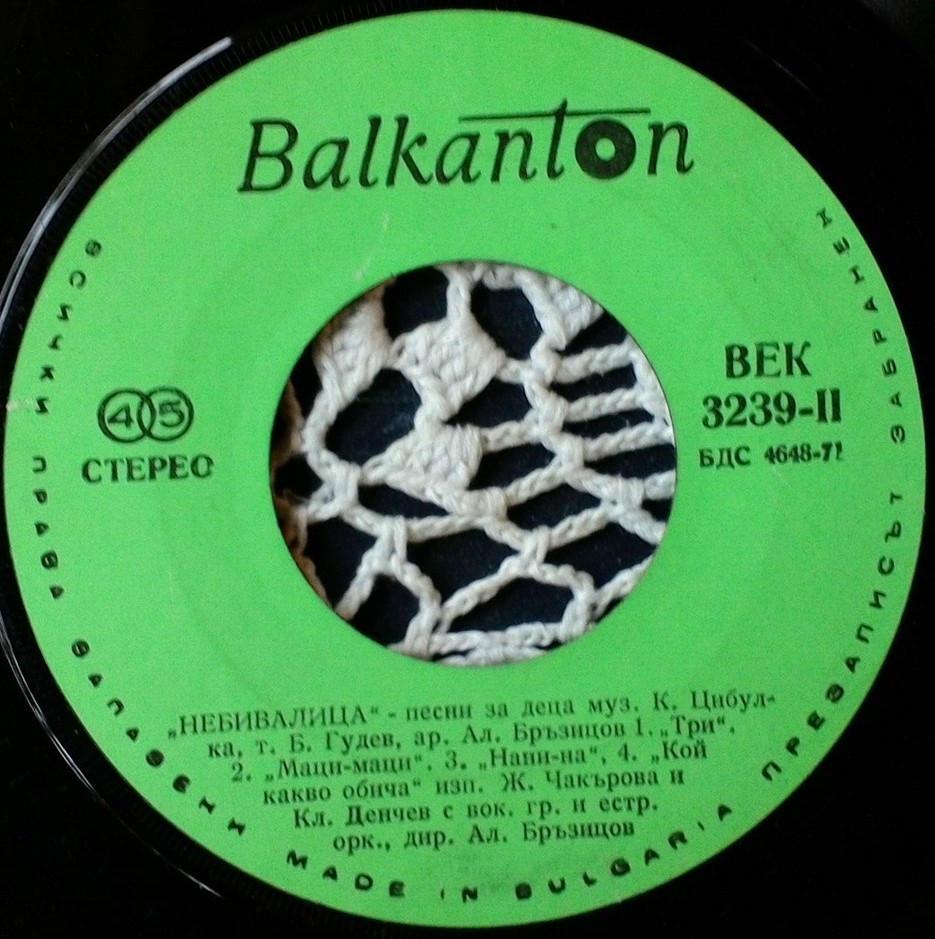 Balkanton
45
СТЕРЕО
ВЕК
3239-II
БДС 4648-71
„НЕБИВАЛИЦА“ - песни за деца муз. К. Цибул-
ка, т. Б. Гудев, ар. Ал. Бръзицов 1. „Три“.
2. „Маци-маци“. 3. „Нани-на“, 4. „Кой
какво обича“ изп. Ж. Чакърова и
Кл. Денчев с вок. гр. и естр.
орк., дир. Ал. Бръзицов
ВСИЧКИ ПРАВА ЗАПАЗЕНИ MADE IN BULGARIA ПРЕЗАПИСЪТ ЗАБРАНЕН